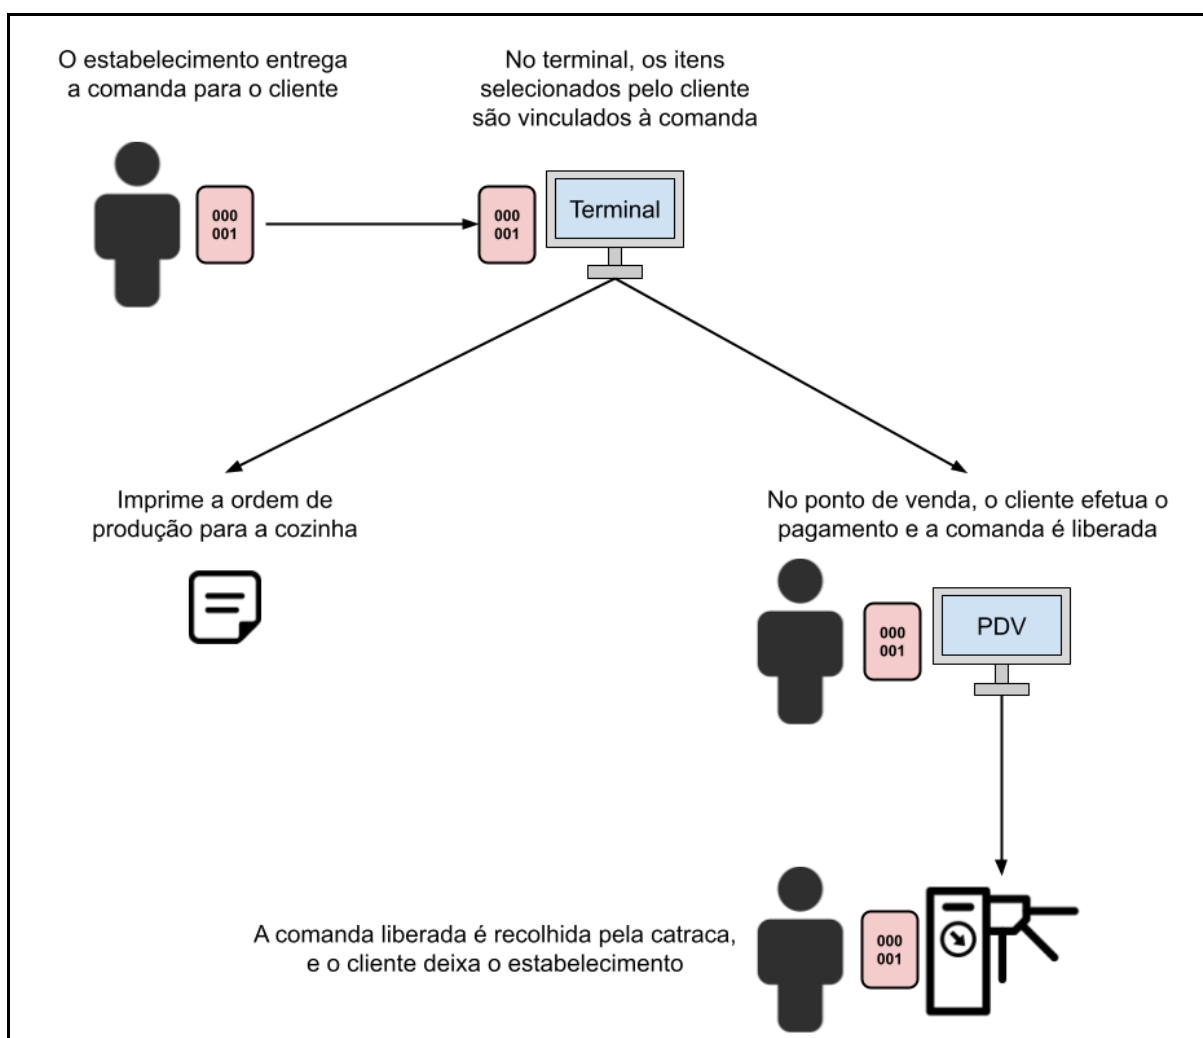 O estabelecimento entrega
a comanda para o cliente
No terminal, os itens
selecionados pelo cliente
são vinculados à comanda
000
001
000
001
Terminal
Imprime a ordem de
produção para a cozinha
No ponto de venda, o cliente efetua o
pagamento e a comanda é liberada
000
001
PDV
A comanda liberada é recolhida pela catraca,
e o cliente deixa o estabelecimento
000
001